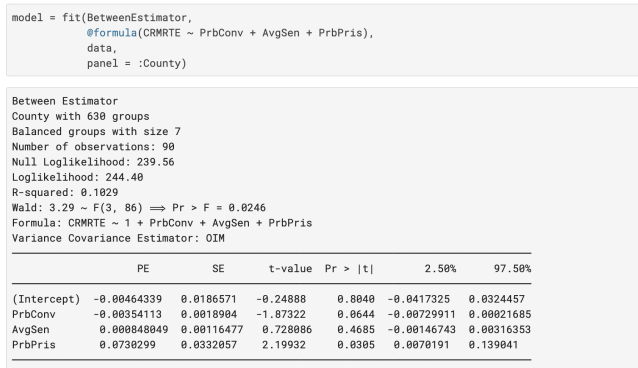 model = fit(BetweenEstimator,
            @formula(CRMRTE ~ PrbConv + AvgSen + PrbPris),
            data,
            panel = :County)
Between Estimator
County with 630 groups
Balanced groups with size 7
Number of observations: 90
Null Loglikelihood: 239.56
Loglikelihood: 244.40
R-squared: 0.1029
Wald: 3.29 ∼ F(3, 86) ⟹ Pr > F = 0.0246
Formula: CRMRTE ~ 1 + PrbConv + AvgSen + PrbPris
Variance Covariance Estimator: OIM
PE SE t-value Pr > |t| 2.50% 97.50%
(Intercept) -0.00464339 0.0186571 -0.24888 0.8040 -0.0417325 0.0324457
PrbConv -0.00354113 0.0018904 -1.87322 0.0644 -0.00729911 0.00021685
AvgSen 0.000848049 0.00116477 0.728086 0.4685 -0.00146743 0.00316353
PrbPris 0.0730299 0.0332057 2.19932 0.0305 0.0070191 0.139041